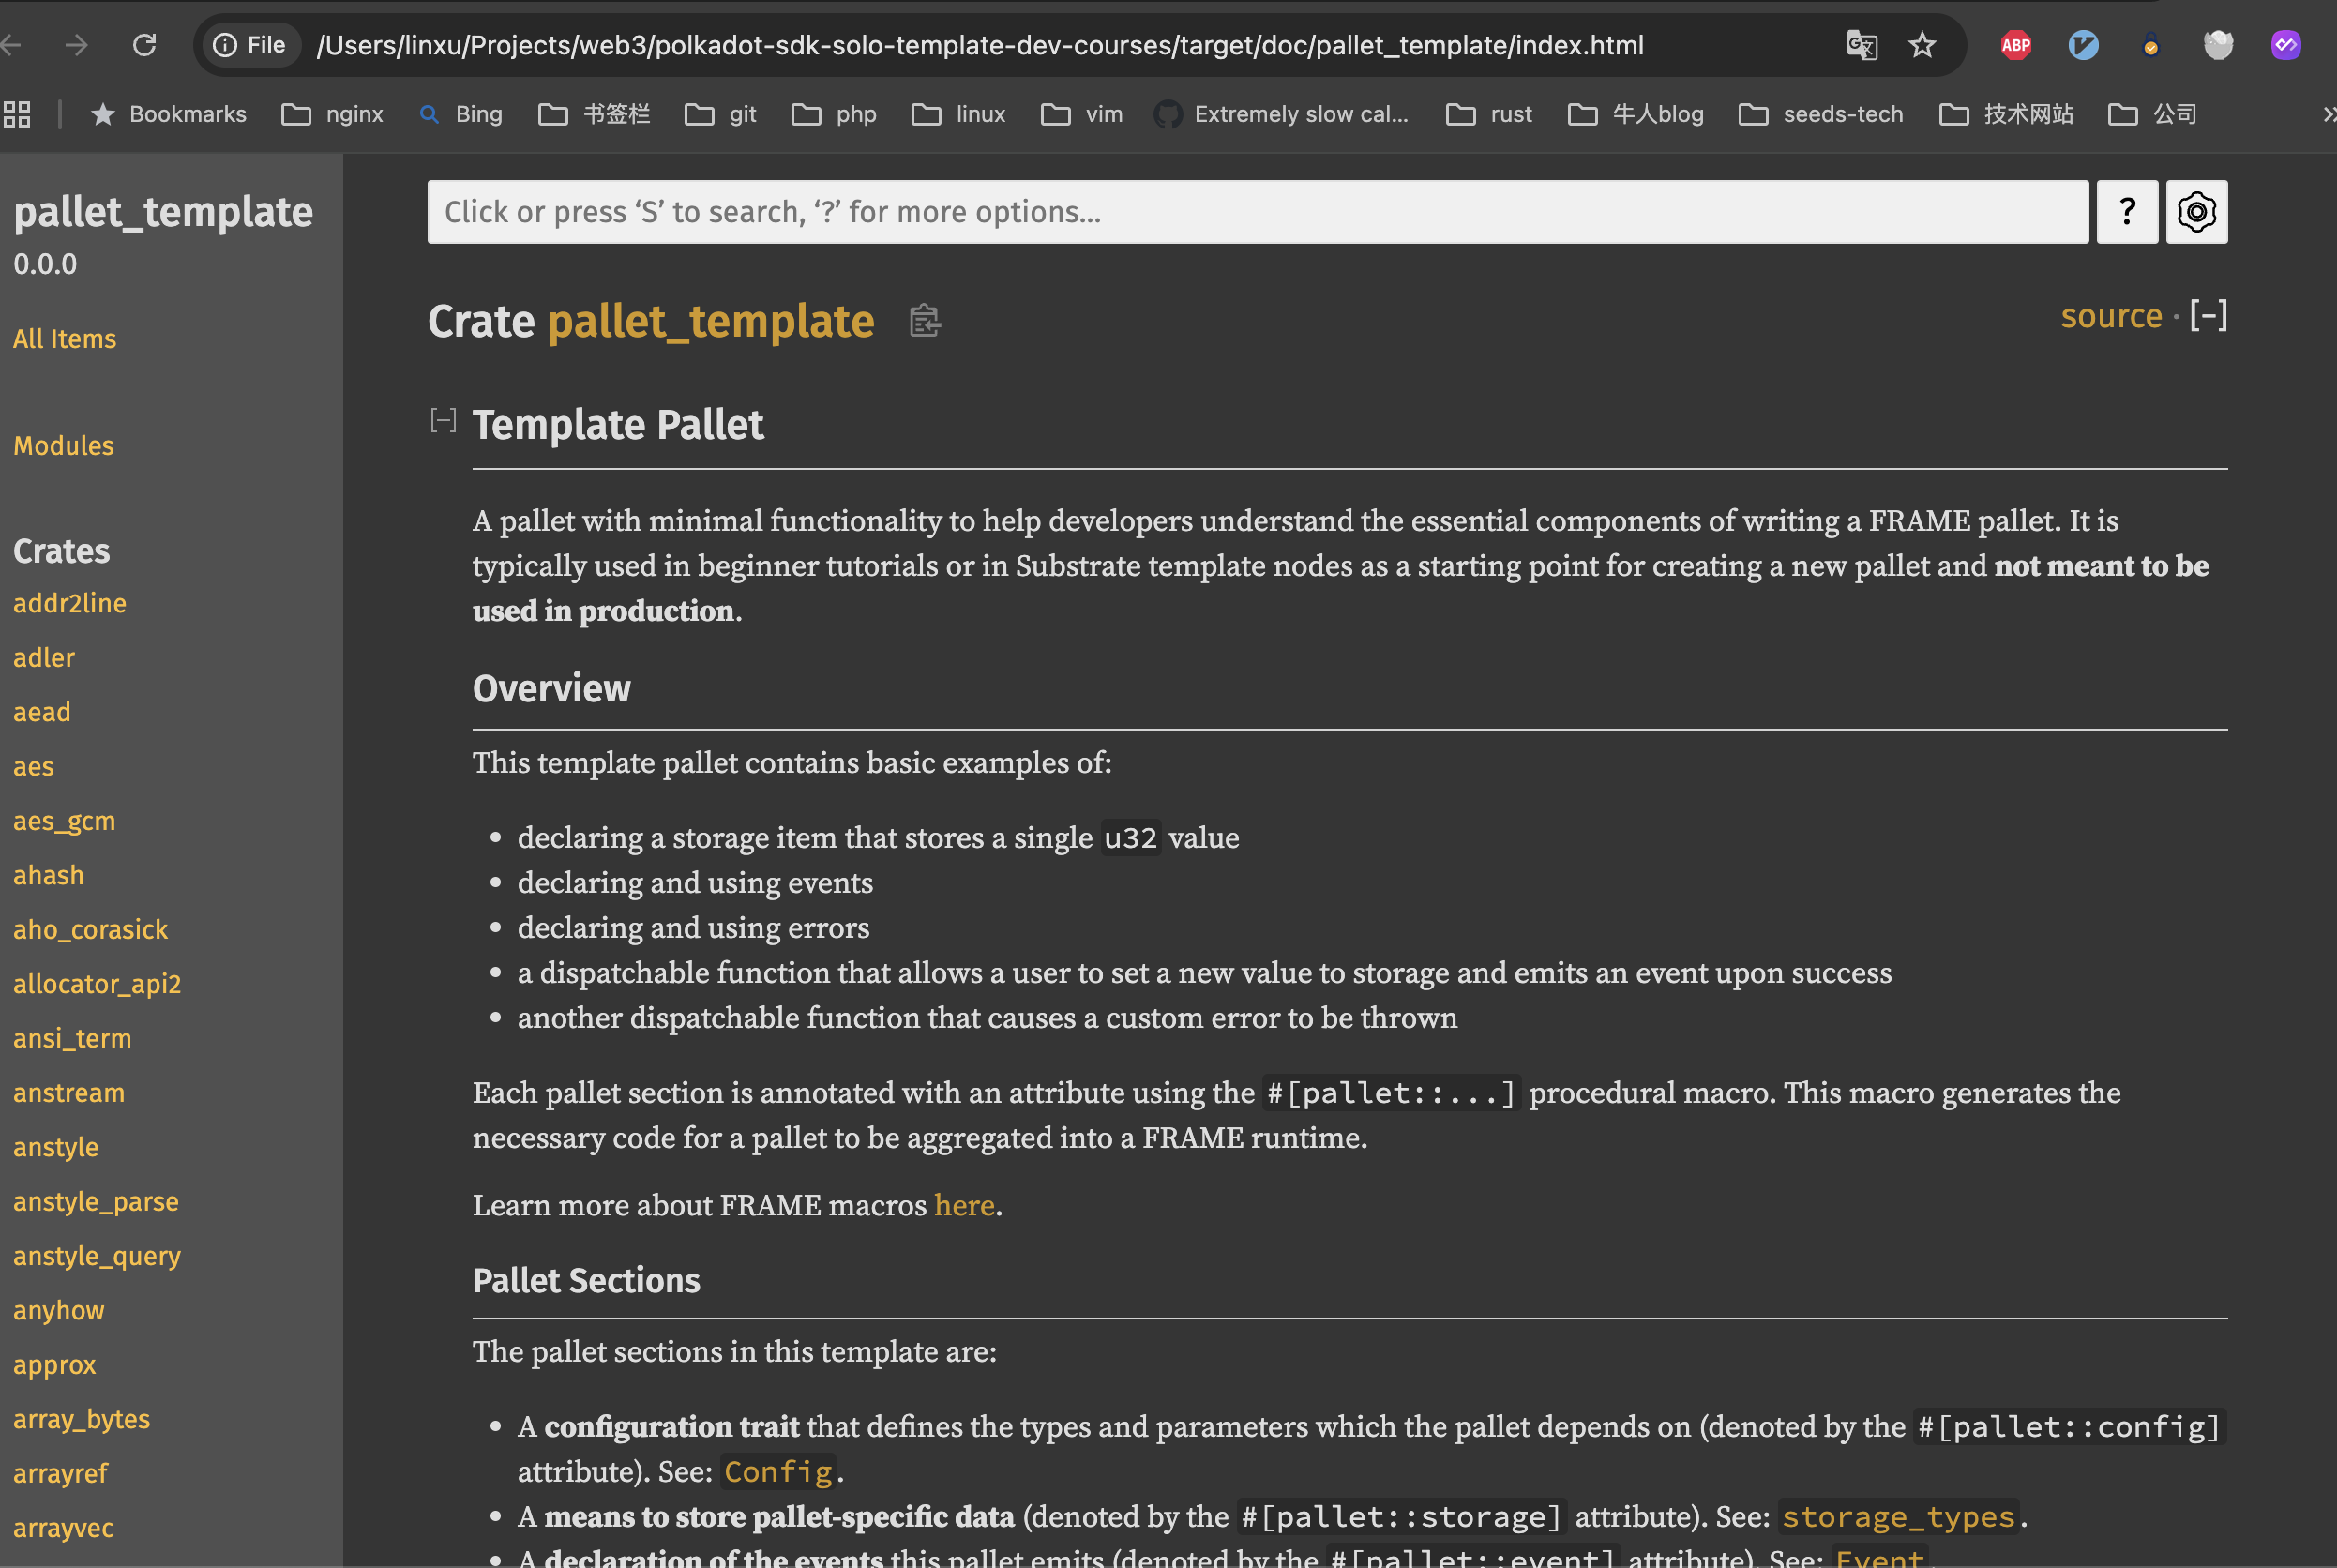 File /Users/linxu/Projects/web3/polkadot-sdk-solo-template-dev-courses/target/doc/pallet_template/index.html ABP
Bookmarks nginx Bing 书签栏 git php linux vim Extremely slow cal... rust 牛人blog seeds-tech 技术网站 公司 »
pallet_template
0.0.0
All Items
Modules
Crates
addr2line
adler
aead
aes
aes_gcm
ahash
aho_corasick
allocator_api2
ansi_term
anstream
anstyle
anstyle_parse
anstyle_query
anyhow
approx
array_bytes
arrayref
arrayvec
Click or press ‘S’ to search, ‘?’ for more options... ?
Crate pallet_template source · [−]
[−] Template Pallet
A pallet with minimal functionality to help developers understand the essential components of writing a FRAME pallet. It is
typically used in beginner tutorials or in Substrate template nodes as a starting point for creating a new pallet and not meant to be
used in production.
Overview
This template pallet contains basic examples of:
• declaring a storage item that stores a single u32 value
• declaring and using events
• declaring and using errors
• a dispatchable function that allows a user to set a new value to storage and emits an event upon success
• another dispatchable function that causes a custom error to be thrown
Each pallet section is annotated with an attribute using the #[pallet::...] procedural macro. This macro generates the
necessary code for a pallet to be aggregated into a FRAME runtime.
Learn more about FRAME macros here.
Pallet Sections
The pallet sections in this template are:
• A configuration trait that defines the types and parameters which the pallet depends on (denoted by the #[pallet::config]
attribute). See: Config.
• A means to store pallet-specific data (denoted by the #[pallet::storage] attribute). See: storage_types.
• A declaration of the events this pallet emits (denoted by the #[pallet::event] attribute). See: Event.